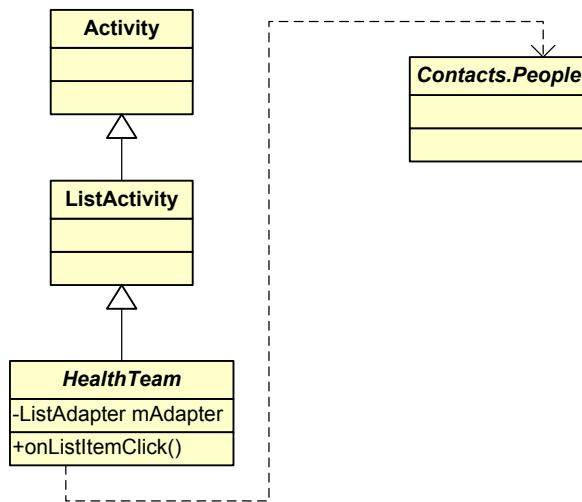 Activity
Contacts.People
ListActivity
HealthTeam
-ListAdapter mAdapter
+onListItemClick()